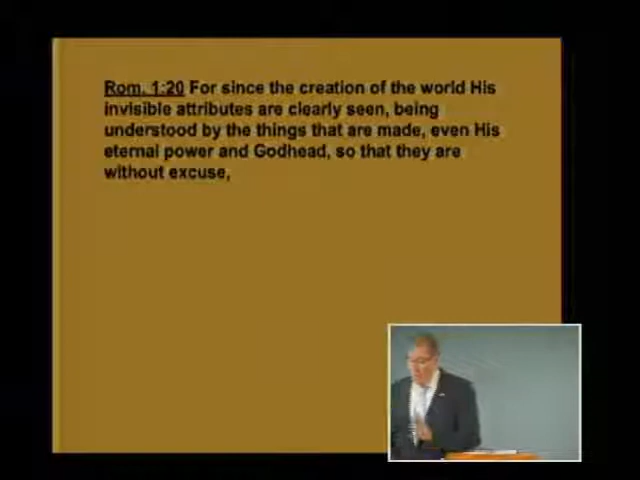 Rom. 1:20 For since the creation of the world His
invisible attributes are clearly seen, being
understood by the things that are made, even His
eternal power and Godhead, so that they are
without excuse,